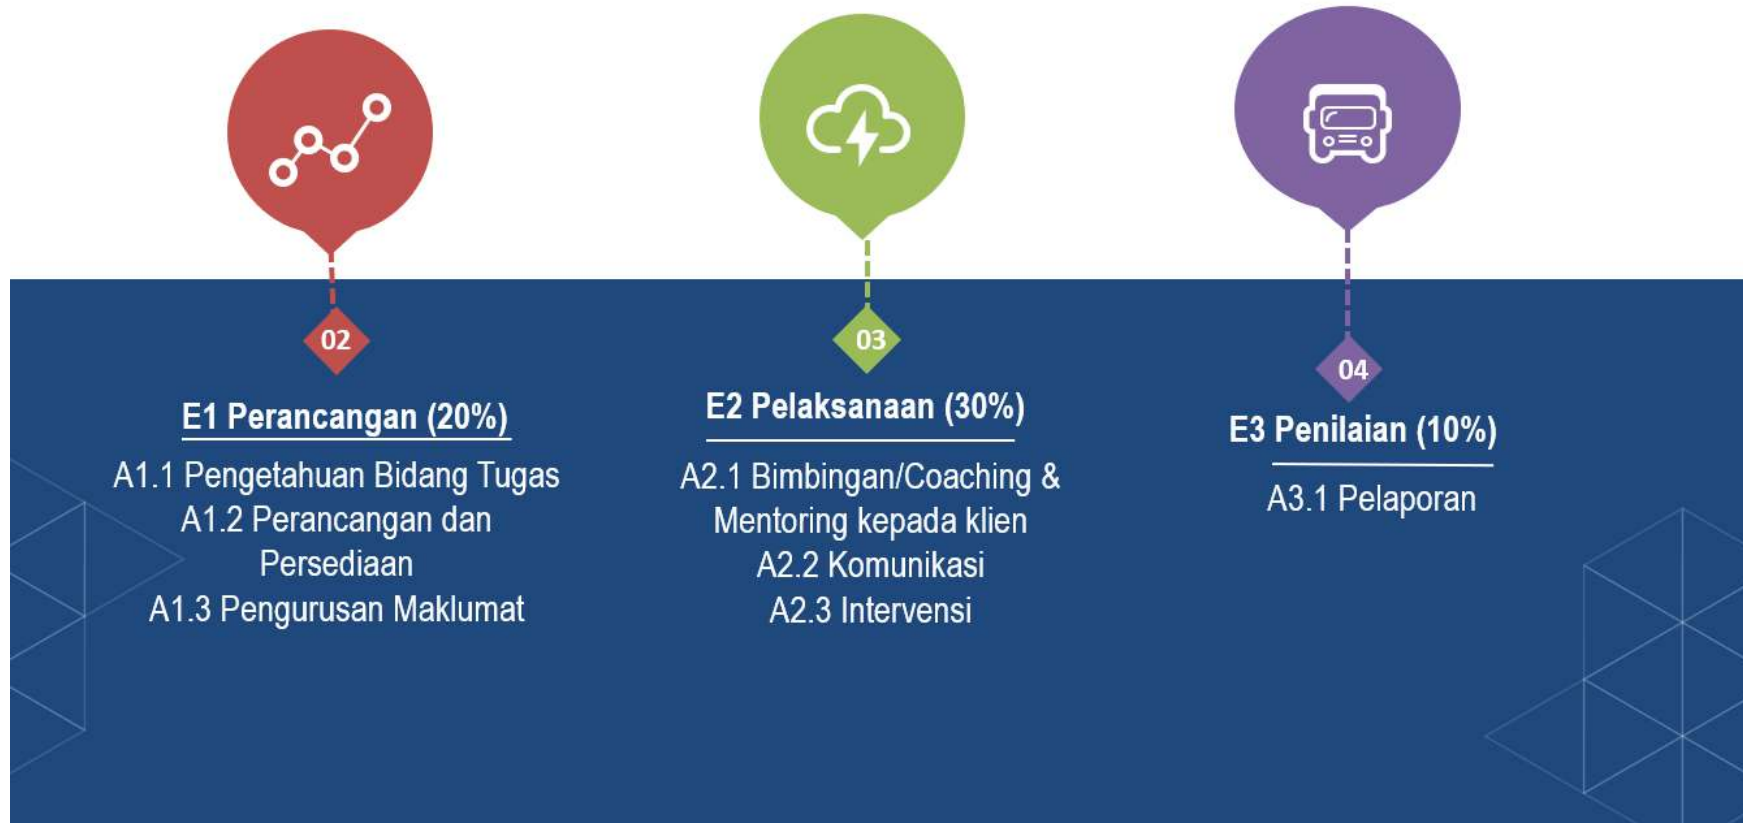 02
E1 Perancangan (20%)
A1.1 Pengetahuan Bidang Tugas
A1.2 Perancangan dan
Persediaan
A1.3 Pengurusan Maklumat
03
E2 Pelaksanaan (30%)
A2.1 Bimbingan/Coaching &
Mentoring kepada klien
A2.2 Komunikasi
A2.3 Intervensi
04
E3 Penilaian (10%)
A3.1 Pelaporan